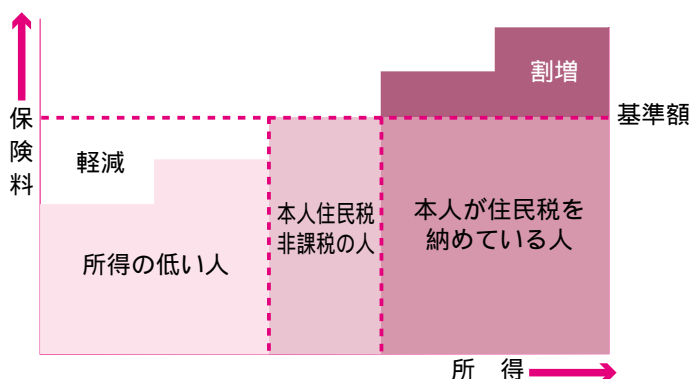 保険料
軽減
割増
基準額
所得の低い人
本人住民税
非課税の人
本人が住民税を
納めている人
所 得